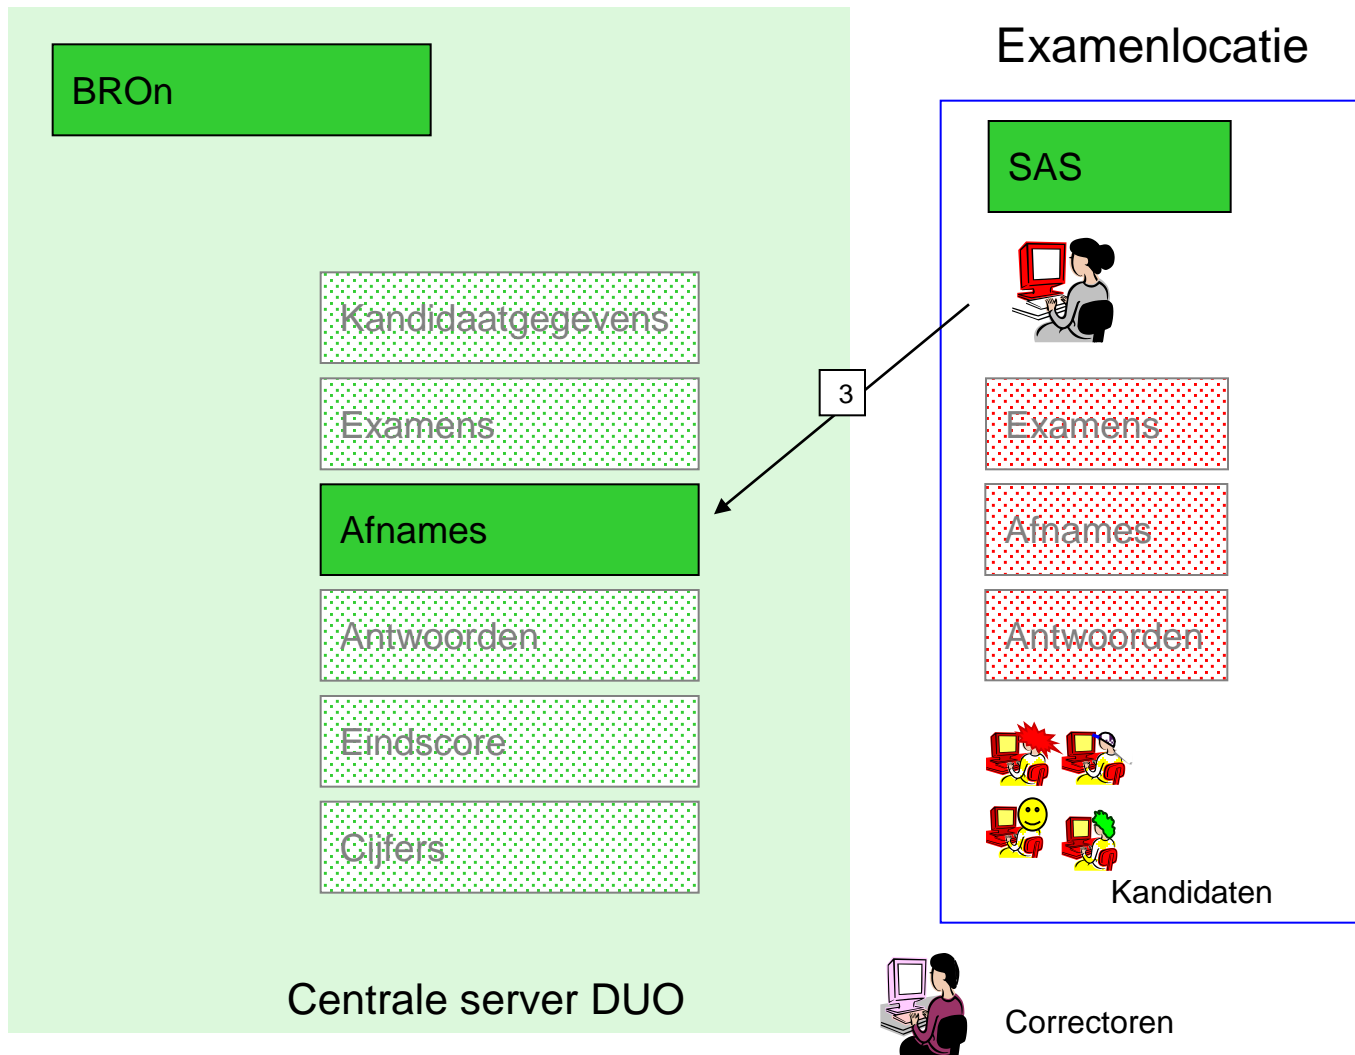 Examenlocatie
BROn
SAS
Kandidaatgegevens
Examens
Afnames
Antwoorden
Eindscore
Cijfers
3
Examens
Afnames
Antwoorden
Kandidaten
Centrale server DUO
Correctoren